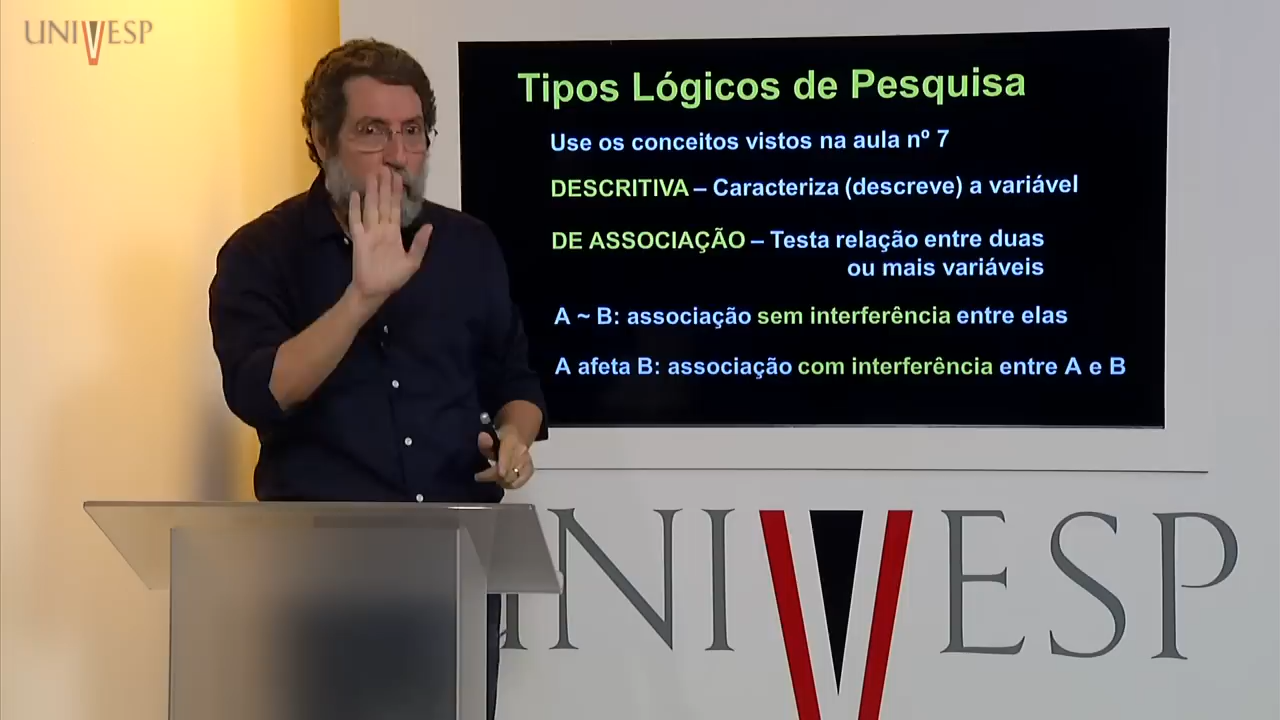 UNIVESP
Tipos Lógicos de Pesquisa
Use os conceitos vistos na aula nº 7
DESCRITIVA – Caracteriza (descreve) a variável
DE ASSOCIAÇÃO – Testa relação entre duas
ou mais variáveis
A ~ B: associação sem interferência entre elas
A afeta B: associação com interferência entre A e B
UNIVESP